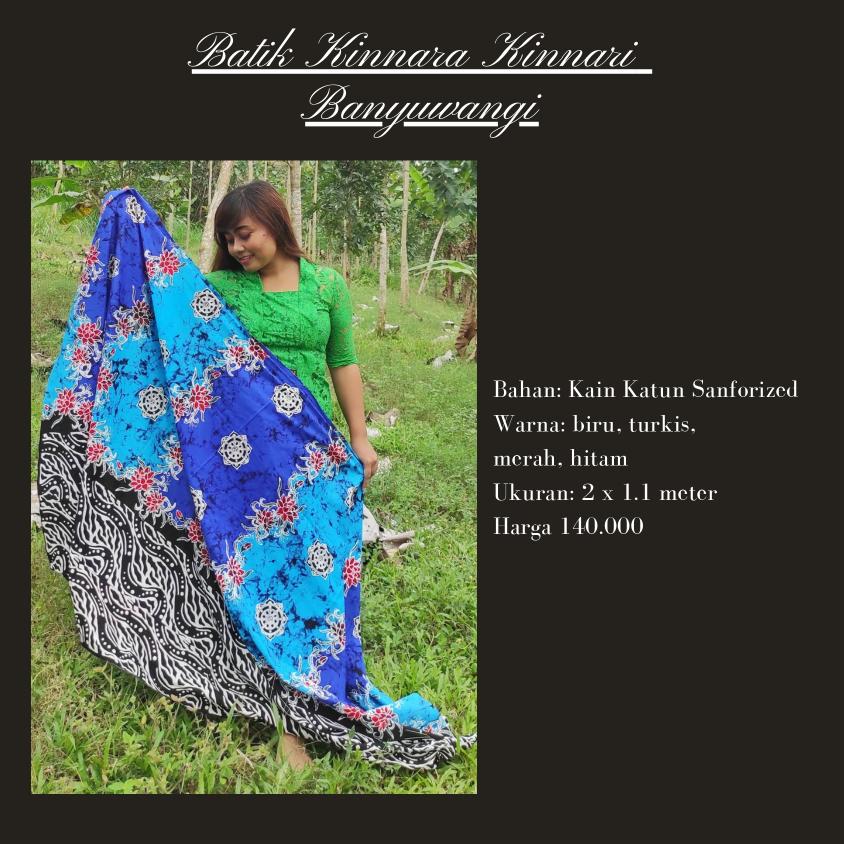 Batik Kinnara Kinnari
Banyuwangi
Bahan: Kain Katun Sanforized
Warna: biru, turkis,
merah, hitam
Ukuran: 2 x 1.1 meter
Harga 140.000